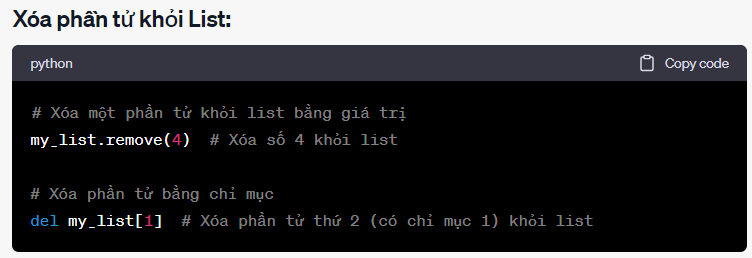 Xóa phần tử khỏi List:
python
Copy code
# Xóa một phần tử khỏi list bằng giá trị
my_list.remove(4)  # Xóa số 4 khỏi list
# Xóa phần tử bằng chỉ mục
del my_list[1]  # Xóa phần tử thứ 2 (có chỉ mục 1) khỏi list